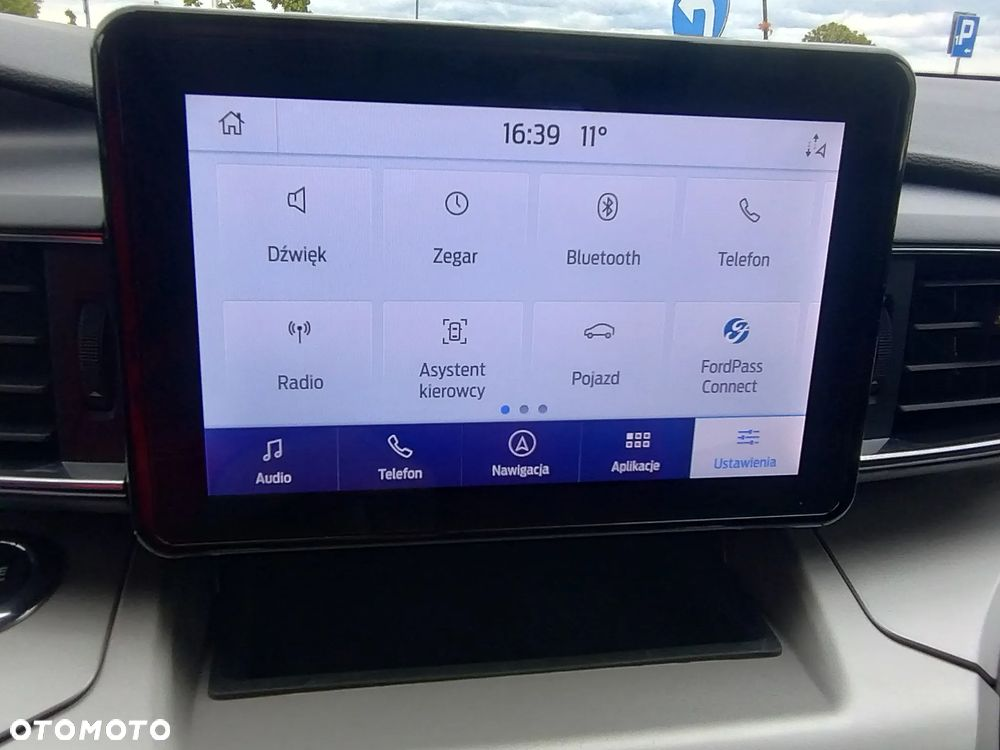 P
16:39 11°
Dźwięk
Zegar
Bluetooth
Telefon
Radio
Asystent
kierowcy
Pojazd
FordPass
Connect
Audio
Telefon
Nawigacja
Aplikacje
Ustawienia
OTOMOTO